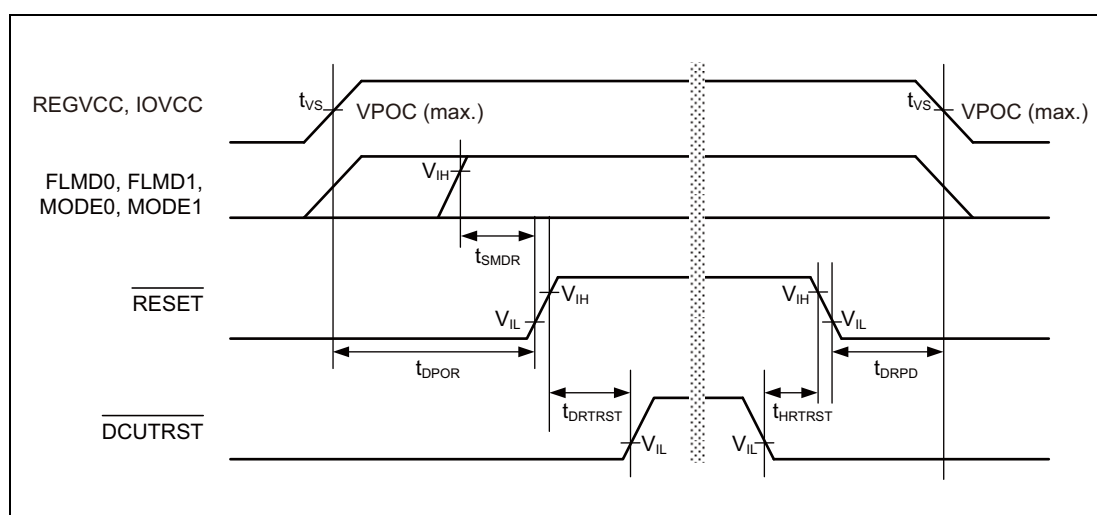 REGVCC, IOVCC
tVS
VPOC (max.)
tVS
VPOC (max.)
FLMD0, FLMD1,
MODE0, MODE1
VIH
tSMDR
RESET
VIH
VIL
VIH
VIL
tDPOR
tDRPD
DCUTRST
tDRTRST
tHRTRST
VIL
VIL